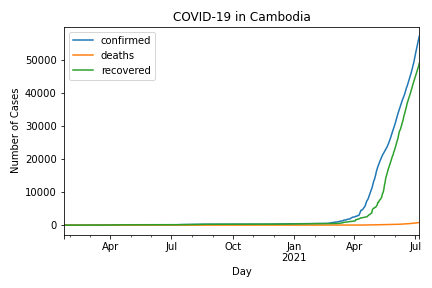 COVID-19 in Cambodia
confirmed
deaths
recovered
Number of Cases
50000
40000
30000
20000
10000
0
Apr
Jul
Oct
Jan
2021
Apr
Jul
Day